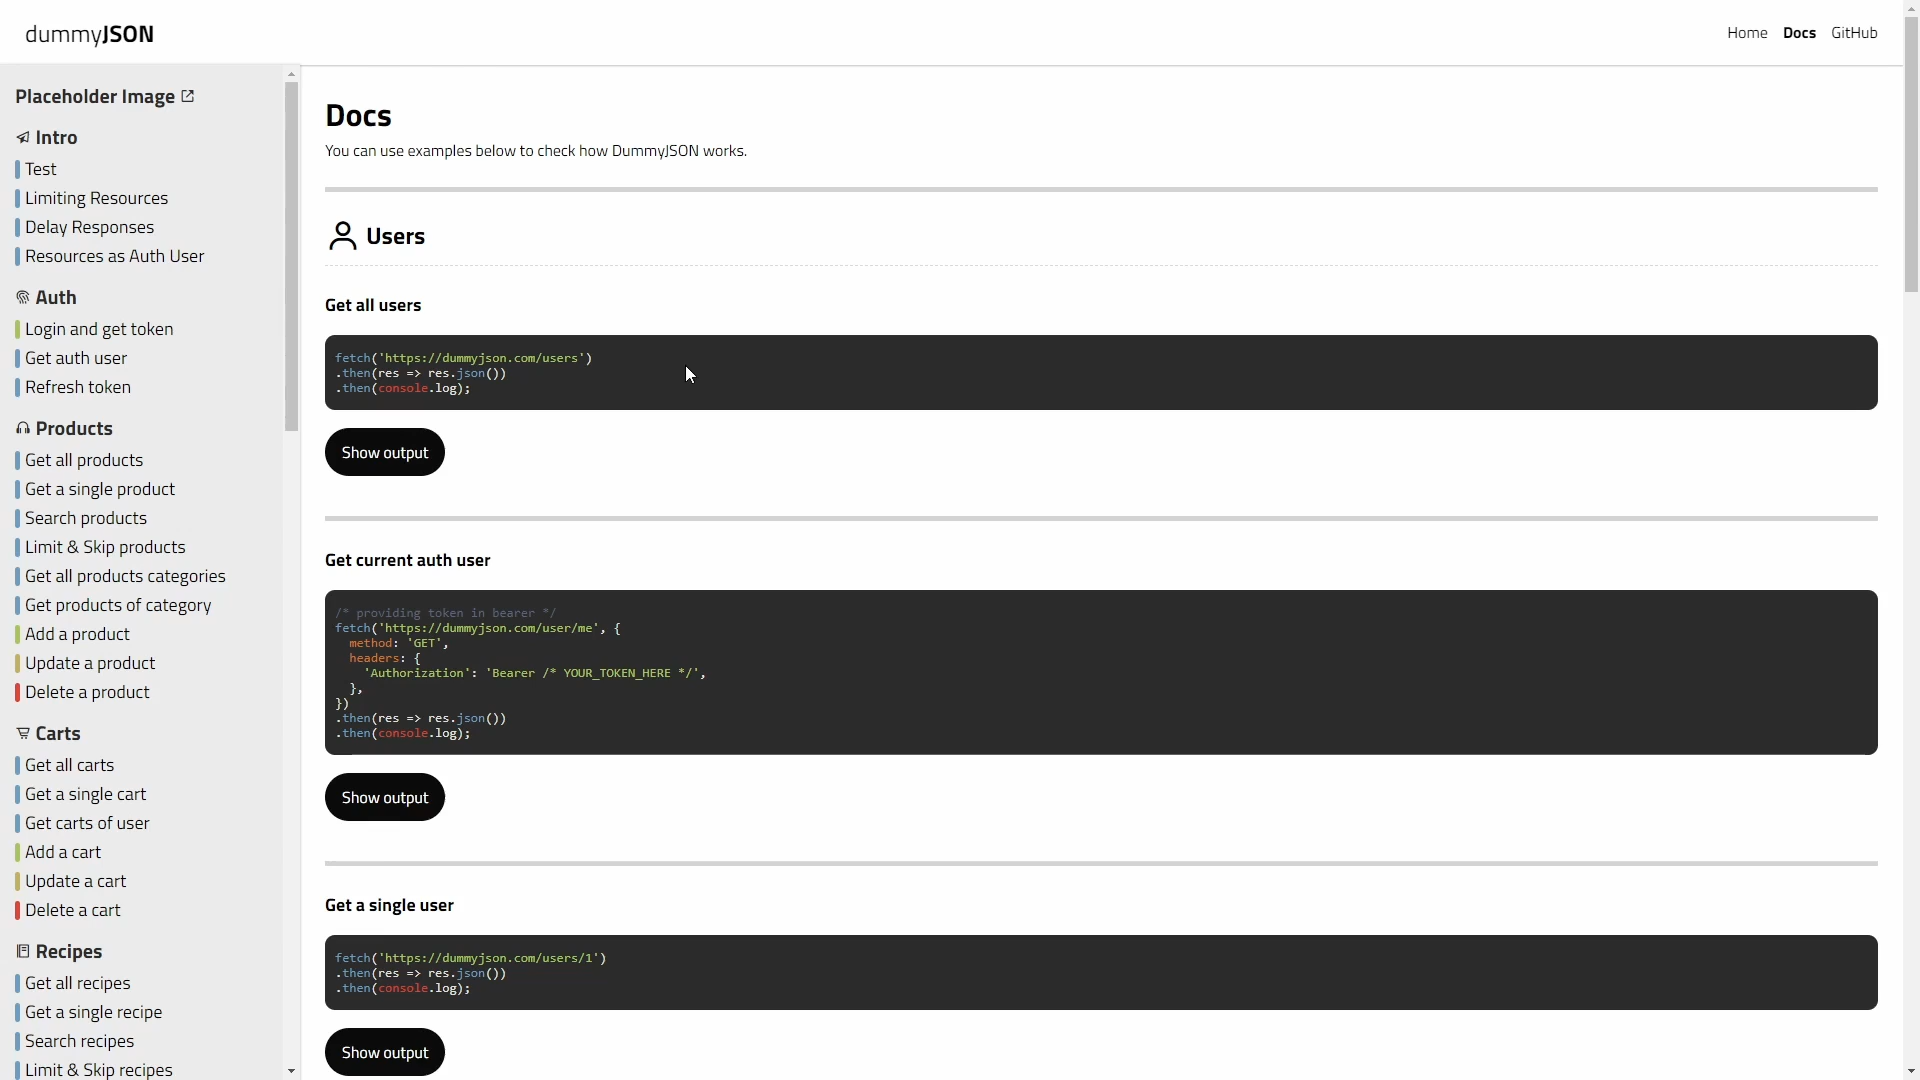 dummyJSON
Home Docs GitHub
Placeholder Image
Intro
Test
Limiting Resources
Delay Responses
Resources as Auth User
Auth
Login and get token
Get auth user
Refresh token
Products
Get all products
Get a single product
Search products
Limit & Skip products
Get all products categories
Get products of category
Add a product
Update a product
Delete a product
Carts
Get all carts
Get a single cart
Get carts of user
Add a cart
Update a cart
Delete a cart
Recipes
Get all recipes
Get a single recipe
Search recipes
Limit & Skip recipes
Docs
You can use examples below to check how DummyJSON works.
Users
Get all users
fetch('https://dummyjson.com/users')
.then(res => res.json())
.then(console.log);
Show output
Get current auth user
/* providing token in bearer */
fetch('https://dummyjson.com/user/me', {
  method: 'GET',
  headers: {
    'Authorization': 'Bearer /* YOUR_TOKEN_HERE */',
  },
})
.then(res => res.json())
.then(console.log);
Show output
Get a single user
fetch('https://dummyjson.com/users/1')
.then(res => res.json())
.then(console.log);
Show output